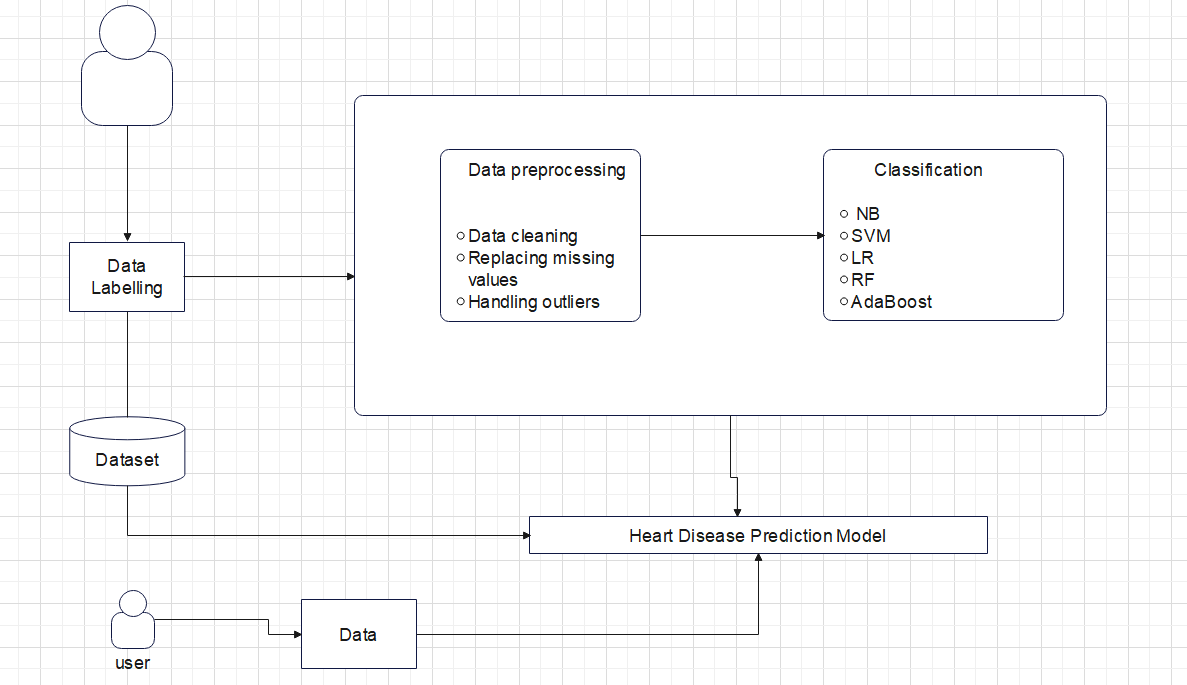 Data
Labelling
Dataset
Data preprocessing
Data cleaning
Replacing missing
values
Handling outliers
Classification
NB
SVM
LR
RF
AdaBoost
Heart Disease Prediction Model
user
Data